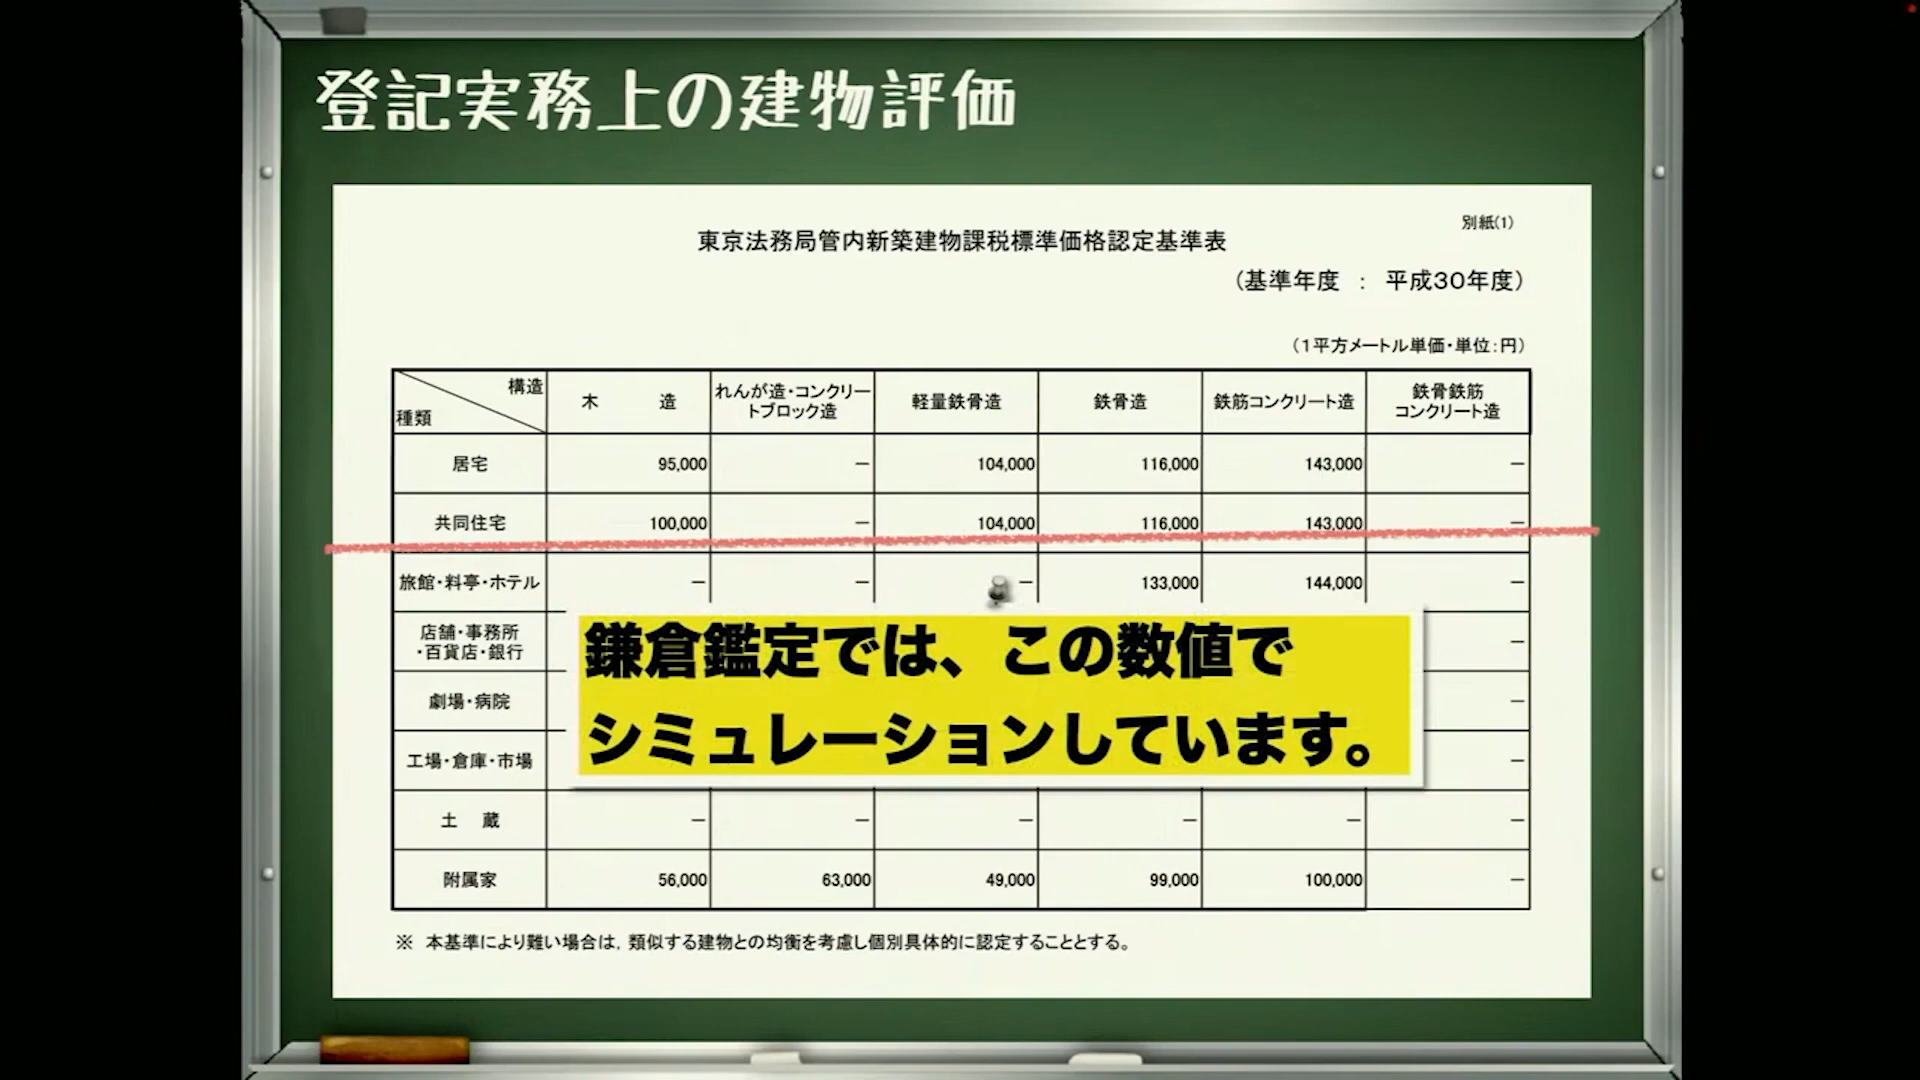 登記実務上の建物評価
別紙(1)
東京法務局管内新築建物課税標準価格認定基準表
（基準年度 ： 平成30年度）
（1平方メートル単価・単位：円）
構造
種類
木 造
れんが造・コンクリー
トブロック造
軽量鉄骨造
鉄骨造
鉄筋コンクリート造
鉄骨鉄筋
コンクリート造
居宅 95,000 － 104,000 116,000 143,000 －
共同住宅 100,000 － 104,000 116,000 143,000 －
旅館・料亭・ホテル － － － 133,000 144,000 －
店舗・事務所
・百貨店・銀行 －
劇場・病院 －
工場・倉庫・市場 －
鎌倉鑑定では、この数値で
シミュレーションしています。
土 蔵 － － － － － －
附属家 56,000 63,000 49,000 99,000 100,000 －
※ 本基準により難い場合は，類似する建物との均衡を考慮し個別具体的に認定することとする。